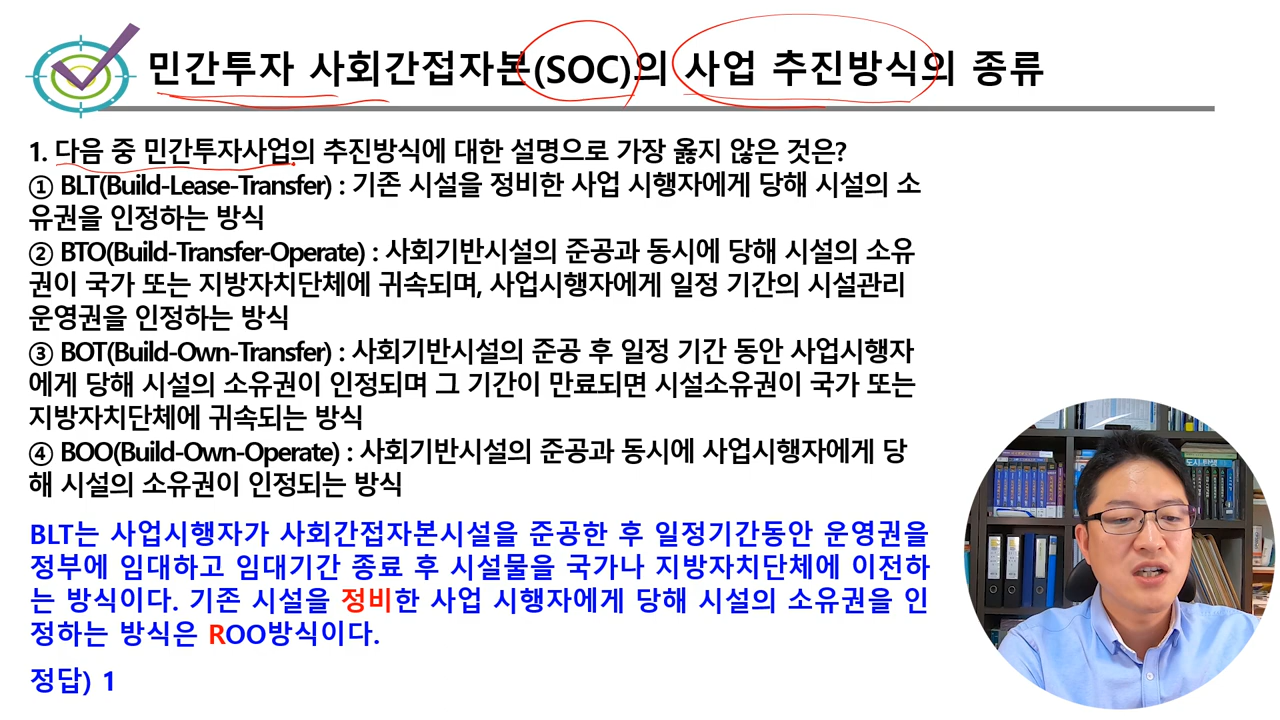 민간투자 사회간접자본(SOC)의 사업 추진방식의 종류
1. 다음 중 민간투자사업의 추진방식에 대한 설명으로 가장 옳지 않은 것은?
① BLT(Build-Lease-Transfer) : 기존 시설을 정비한 사업 시행자에게 당해 시설의 소
유권을 인정하는 방식
② BTO(Build-Transfer-Operate) : 사회기반시설의 준공과 동시에 당해 시설의 소유
권이 국가 또는 지방자치단체에 귀속되며, 사업시행자에게 일정 기간의 시설관리
운영권을 인정하는 방식
③ BOT(Build-Own-Transfer) : 사회기반시설의 준공 후 일정 기간 동안 사업시행자
에게 당해 시설의 소유권이 인정되며 그 기간이 만료되면 시설소유권이 국가 또는
지방자치단체에 귀속되는 방식
④ BOO(Build-Own-Operate) : 사회기반시설의 준공과 동시에 사업시행자에게 당
해 시설의 소유권이 인정되는 방식
BLT는 사업시행자가 사회간접자본시설을 준공한 후 일정기간동안 운영권을
정부에 임대하고 임대기간 종료 후 시설물을 국가나 지방자치단체에 이전하
는 방식이다. 기존 시설을 정비한 사업 시행자에게 당해 시설의 소유권을 인
정하는 방식은 ROO방식이다.
정답) 1